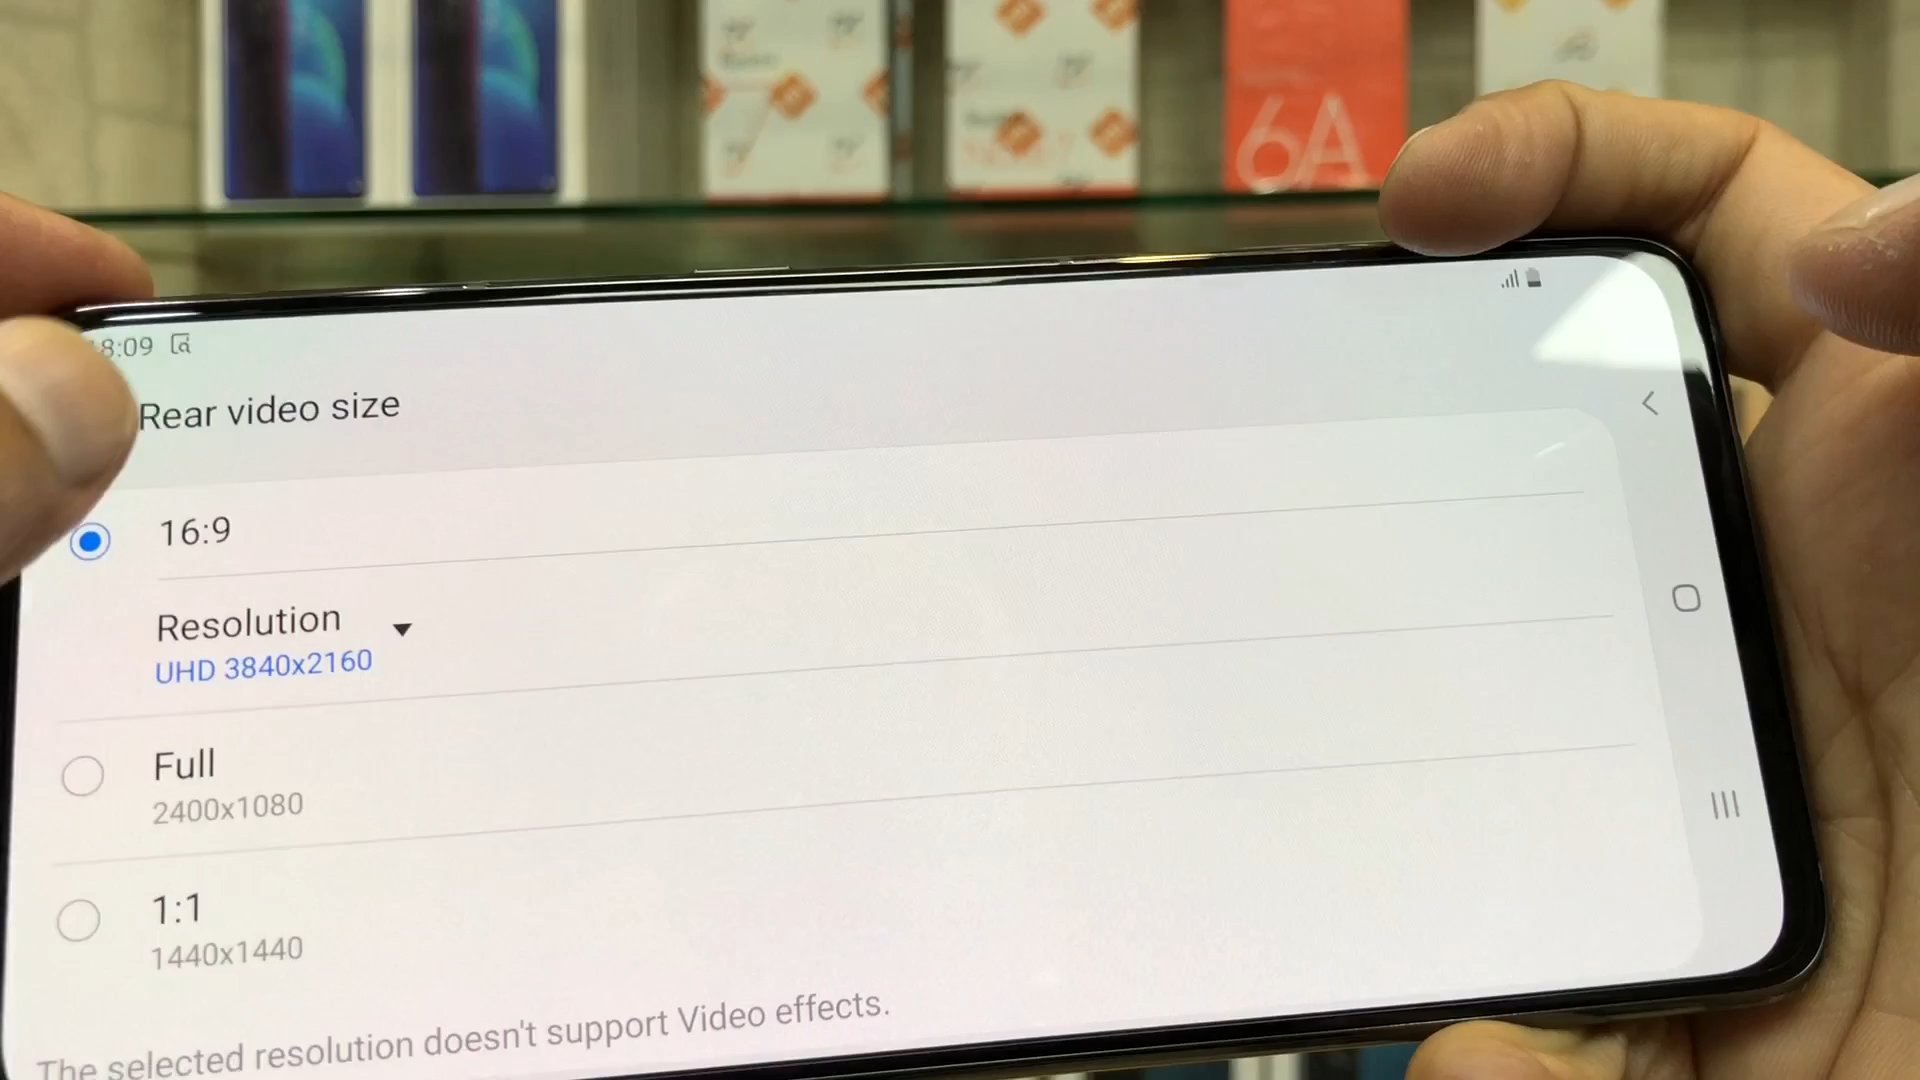 6A
8:09
Rear video size
16:9
Resolution
UHD 3840x2160
Full
2400x1080
1:1
1440x1440
The selected resolution doesn't support Video effects.